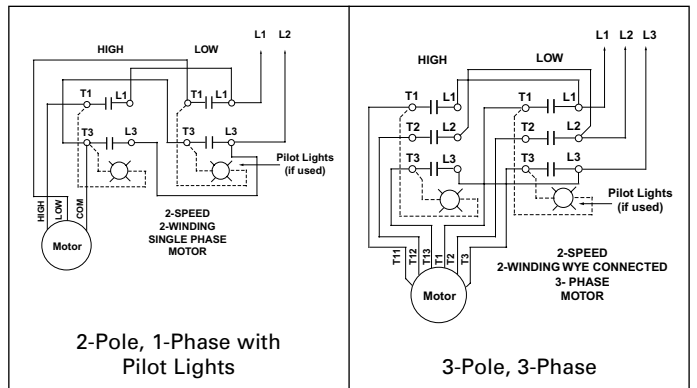 HIGH
LOW
L1
L2
T1
L1
T1
L1
T3
L3
T3
L3
Pilot Lights
(if used)
HIGH
LOW
COM
Motor
2-SPEED
2-WINDING
SINGLE PHASE
MOTOR
2-Pole, 1-Phase with
Pilot Lights
L1
L2
L3
HIGH
LOW
T1
L1
T1
L1
T2
L2
T2
L2
T3
L3
T3
L3
Pilot Lights
(if used)
T11
T12
T13
T1
T2
T3
Motor
2-SPEED
2-WINDING WYE CONNECTED
3- PHASE
MOTOR
3-Pole, 3-Phase